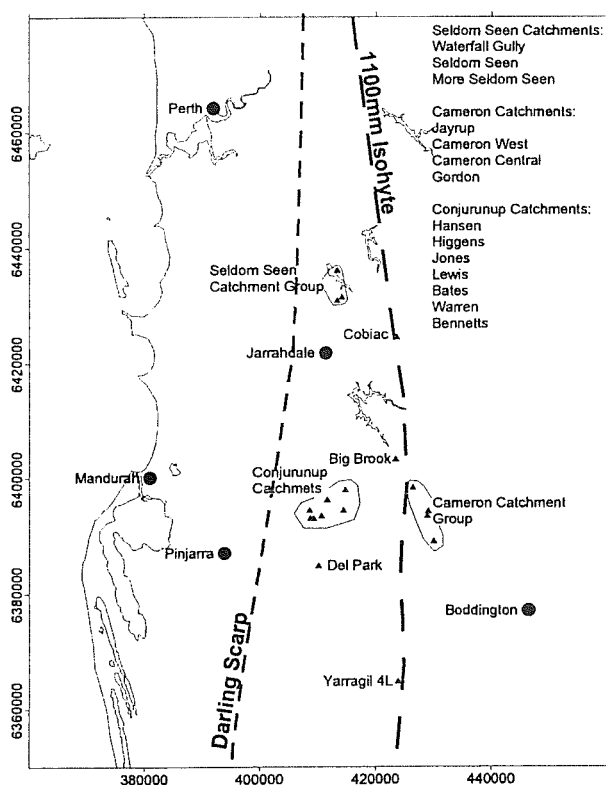 Seldom Seen Catchments:
Waterfall Gully
Seldom Seen
More Seldom Seen
Cameron Catchments:
Jayrup
Cameron West
Cameron Central
Gordon
Conjurunup Catchments:
Hansen
Higgens
Jones
Lewis
Bates
Warren
Bennetts
1100mm Isohyte
Perth
Seldom Seen
Catchment Group
Cobiac
Jarrahdale
Big Brook
Mandurah
Conjurunup
Catchmets
Cameron Catchment
Group
Pinjarra
Del Park
Boddington
Darling Scarp
Yarragil 4L
6460000
6440000
6420000
6400000
6380000
6360000
380000
400000
420000
440000